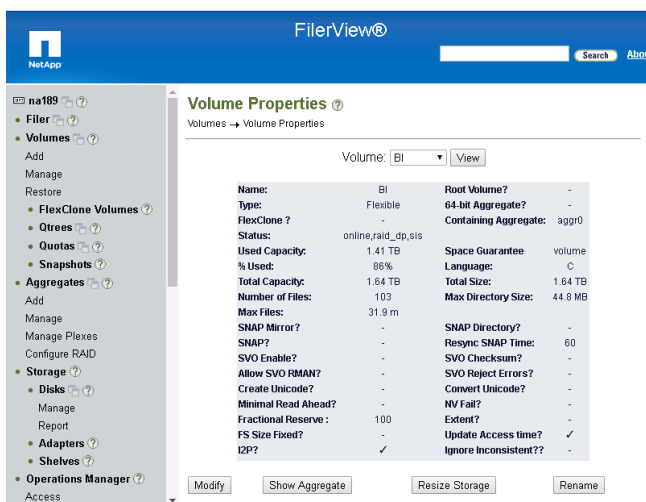 FilerView®
NetApp
Search
Abou
na189
Filer
Volumes
Add
Manage
Restore
FlexClone Volumes
Qtrees
Quotas
Snapshots
Aggregates
Add
Manage
Manage Plexes
Configure RAID
Storage
Disks
Manage
Report
Adapters
Shelves
Operations Manager
Access
Volume Properties
Volumes → Volume Properties
Volume: BI View
Name: BI Root Volume? -
Type: Flexible 64-bit Aggregate? -
FlexClone ? - Containing Aggregate: aggr0
Status: online,raid_dp,sis
Used Capacity: 1.41 TB Space Guarantee volume
% Used: 86% Language: C
Total Capacity: 1.64 TB Total Size: 1.64 TB
Number of Files: 103 Max Directory Size: 44.8 MB
Max Files: 31.9 m
SNAP Mirror? - SNAP Directory? -
SNAP? - Resync SNAP Time: 60
SVO Enable? - SVO Checksum? -
Allow SVO RMAN? - SVO Reject Errors? -
Create Unicode? - Convert Unicode? -
Minimal Read Ahead? - NV Fail? -
Fractional Reserve : 100 Extent? -
FS Size Fixed? - Update Access time? ✓
I2P? ✓ Ignore Inconsistent?? -
Modify Show Aggregate Resize Storage Rename